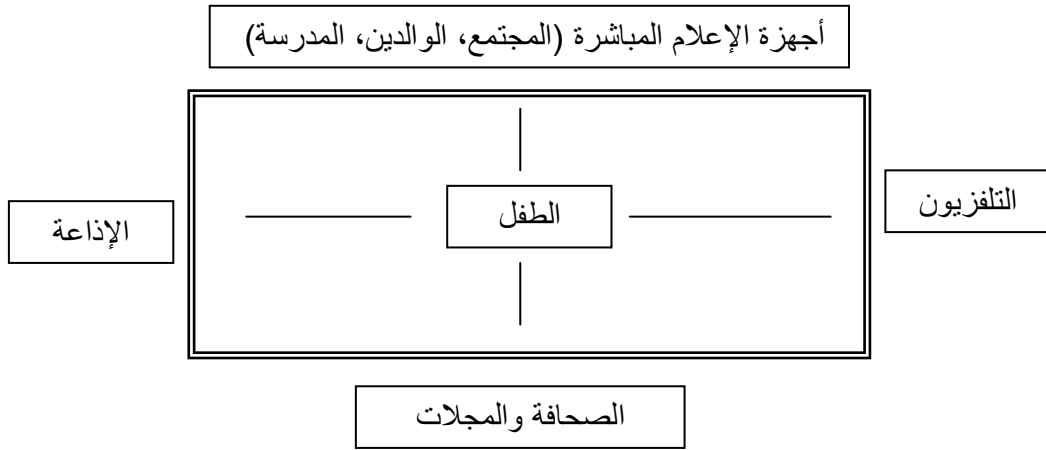 أجهزة الإعلام المباشرة (المجتمع، الوالدين، المدرسة)
التلفزيون
الطفل
الإذاعة
الصحافة والمجلات